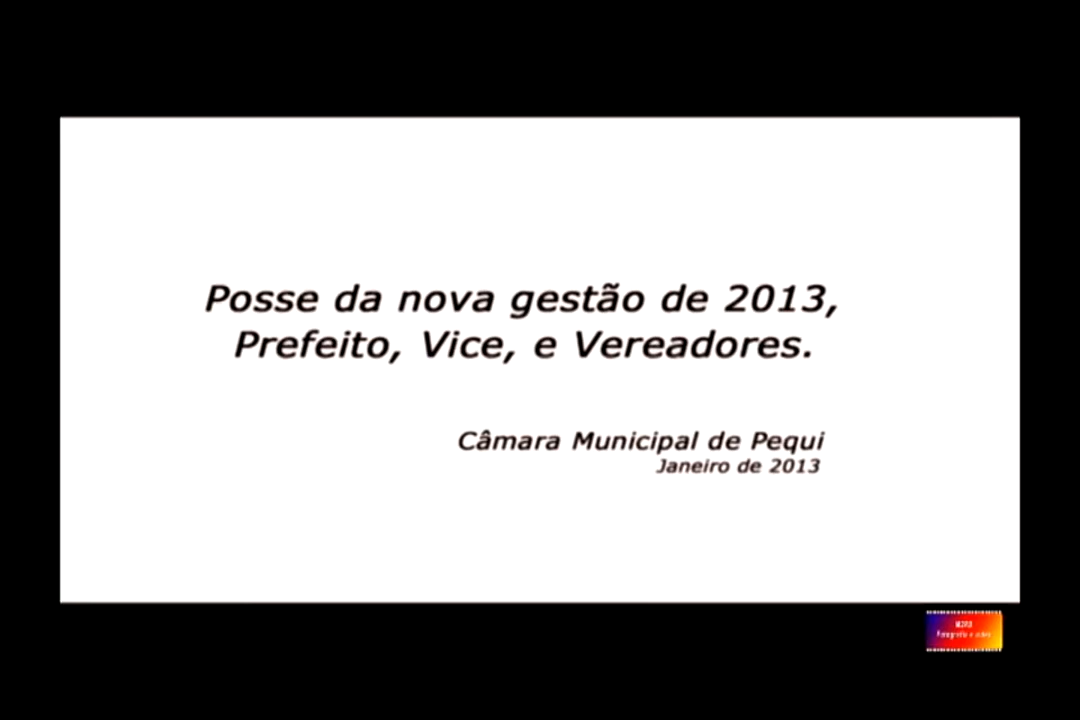 Posse da nova gestão de 2013,
Prefeito, Vice, e Vereadores.
Câmara Municipal de Pequi
Janeiro de 2013